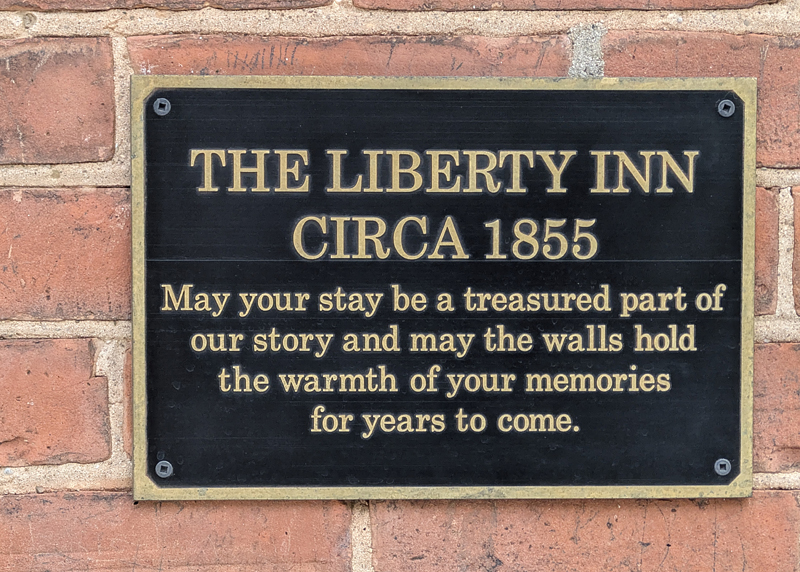 THE LIBERTY INN
CIRCA 1855
May your stay be a treasured part of
our story and may the walls hold
the warmth of your memories
for years to come.